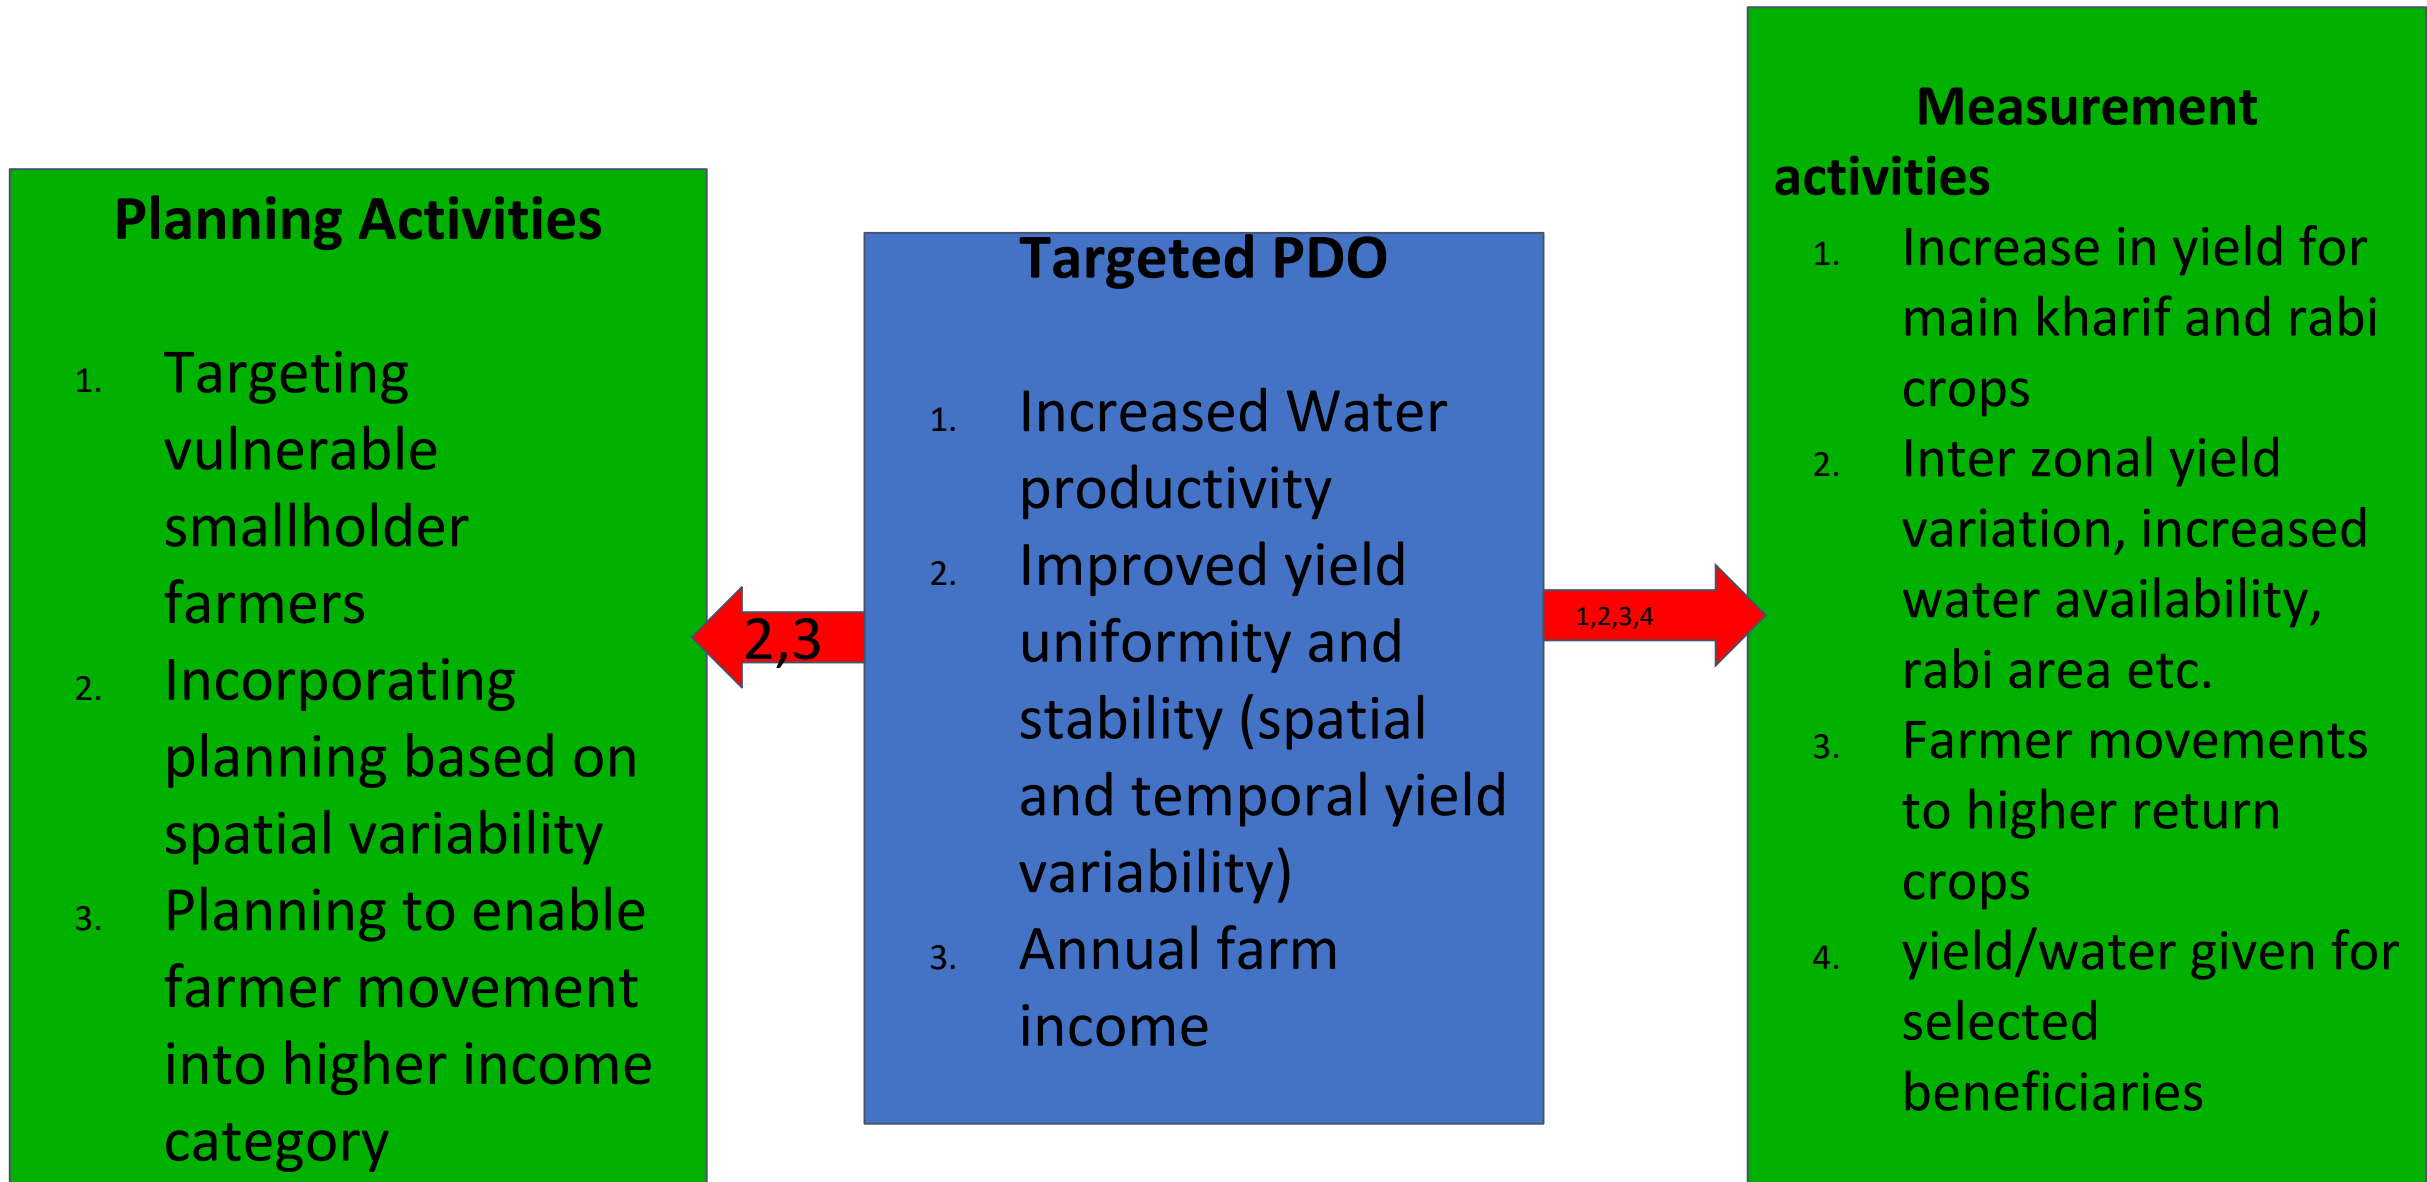 Planning Activities
1. Targeting
vulnerable
smallholder
farmers
2. Incorporating
planning based on
spatial variability
3. Planning to enable
farmer movement
into higher income
category
2,3
Targeted PDO
1. Increased Water
productivity
2. Improved yield
uniformity and
stability (spatial
and temporal yield
variability)
3. Annual farm
income
1,2,3,4
Measurement
activities
1. Increase in yield for
main kharif and rabi
crops
2. Inter zonal yield
variation, increased
water availability,
rabi area etc.
3. Farmer movements
to higher return
crops
4. yield/water given for
selected
beneficiaries